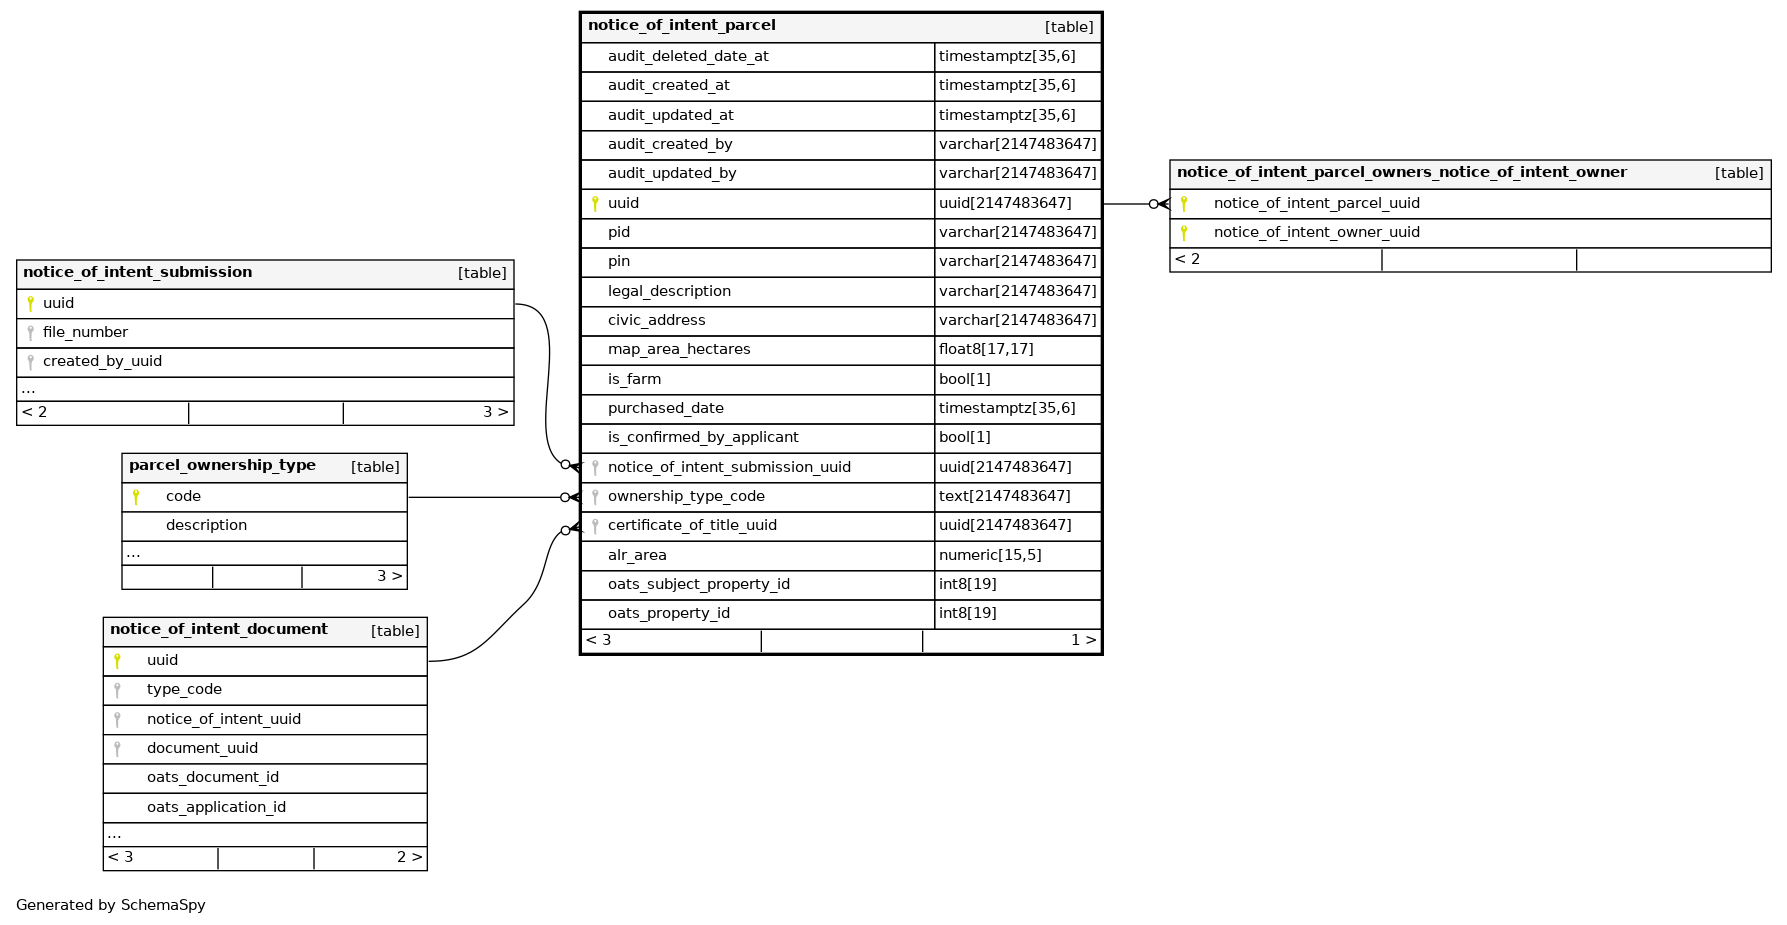 notice_of_intent_parcel [table]
audit_deleted_date_at timestamptz[35,6]
audit_created_at timestamptz[35,6]
audit_updated_at timestamptz[35,6]
audit_created_by varchar[2147483647]
audit_updated_by varchar[2147483647]
uuid uuid[2147483647]
pid varchar[2147483647]
pin varchar[2147483647]
legal_description varchar[2147483647]
civic_address varchar[2147483647]
map_area_hectares float8[17,17]
is_farm bool[1]
purchased_date timestamptz[35,6]
is_confirmed_by_applicant bool[1]
notice_of_intent_submission_uuid uuid[2147483647]
ownership_type_code text[2147483647]
certificate_of_title_uuid uuid[2147483647]
alr_area numeric[15,5]
oats_subject_property_id int8[19]
oats_property_id int8[19]
< 3 1 >
notice_of_intent_parcel_owners_notice_of_intent_owner [table]
notice_of_intent_parcel_uuid
notice_of_intent_owner_uuid
< 2
notice_of_intent_submission [table]
uuid
file_number
created_by_uuid
...
< 2 3 >
parcel_ownership_type [table]
code
description
...
3 >
notice_of_intent_document [table]
uuid
type_code
notice_of_intent_uuid
document_uuid
oats_document_id
oats_application_id
...
< 3 2 >
Generated by SchemaSpy